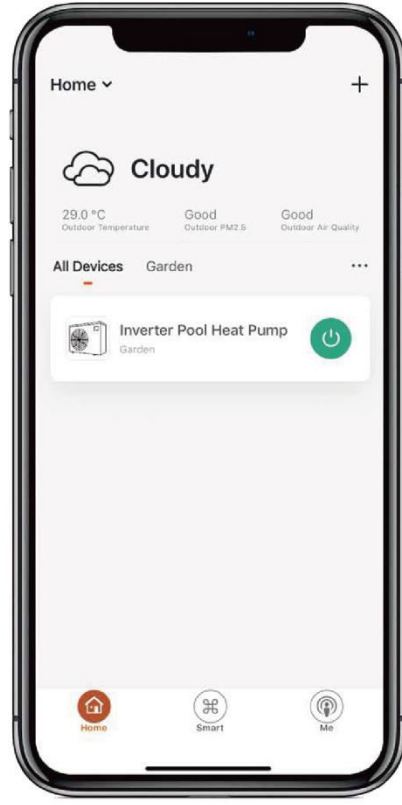 Home
Cloudy
29.0 °C Good Good
Outdoor Temperature Outdoor PM2.5 Outdoor Air Quality
All Devices Garden
Inverter Pool Heat Pump
Garden
Home Smart Me